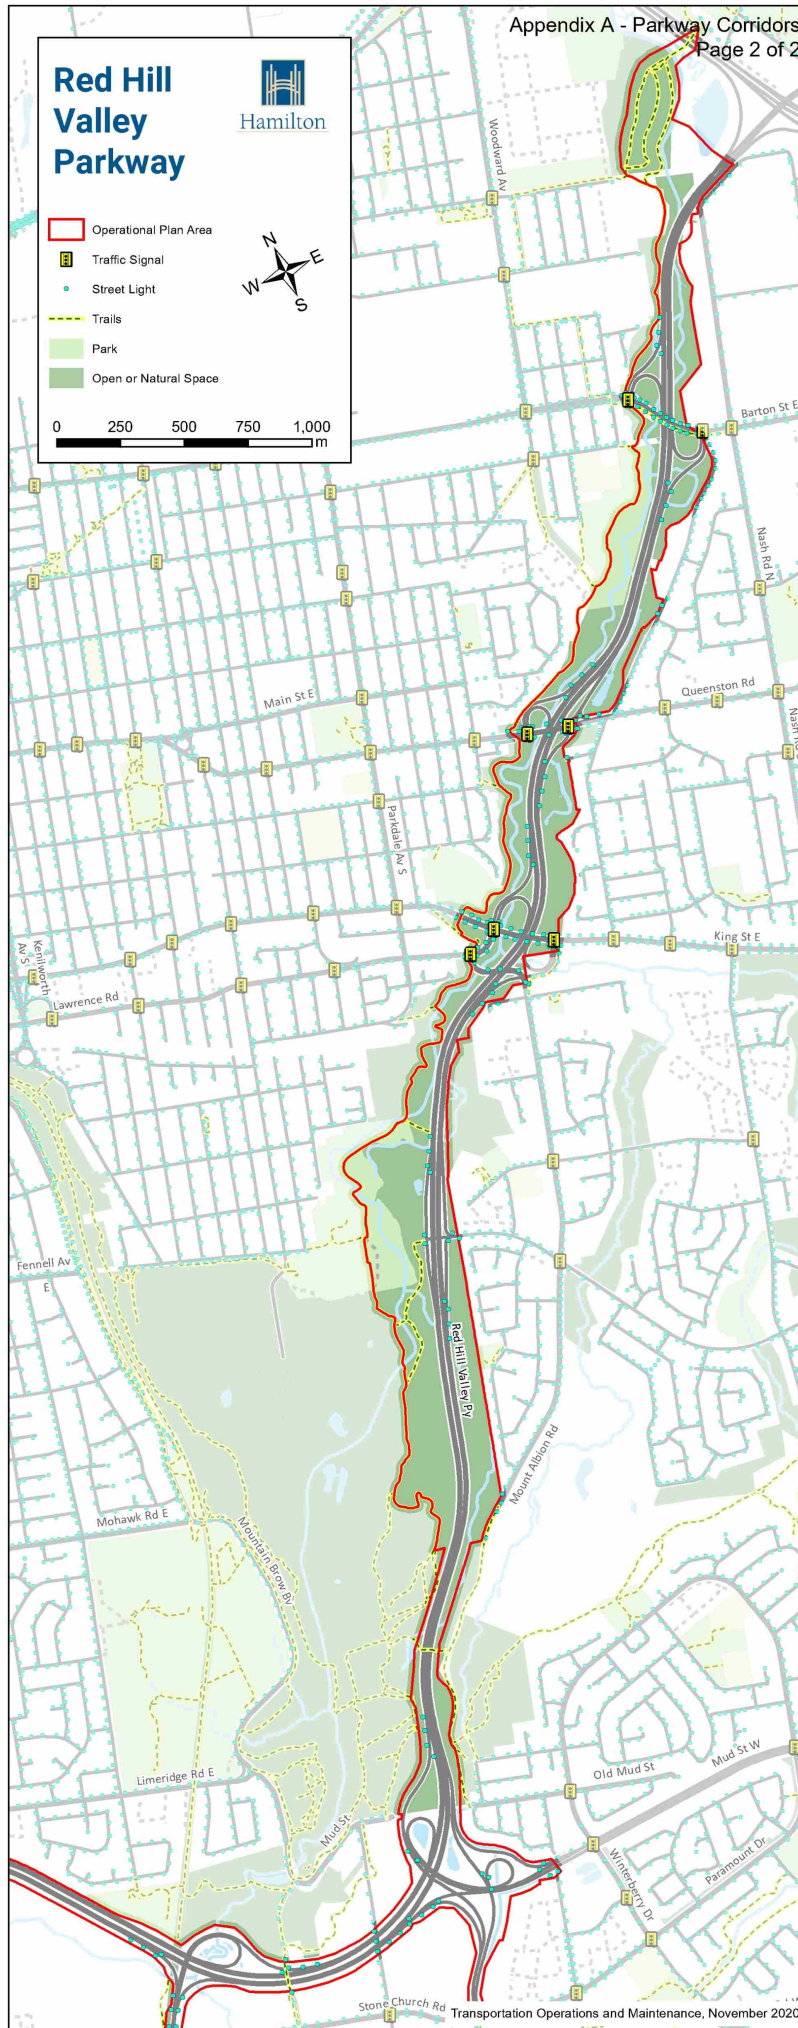 Appendix A - Parkway Corridors
Page 2 of 2
Red Hill
Valley
Parkway
Hamilton
Operational Plan Area
Traffic Signal
Street Light
Trails
Park
Open or Natural Space
N
E
W
S
0 250 500 750 1,000
m
Woodward Av
Barton St E
Nash Rd N
Main St E
Queenston Rd
Parkdale Av S
King St E
Kenilworth
Av S
Lawrence Rd
Fennell Av
E
Red Hill Valley Py
Mount Albion Rd
Mohawk Rd E
Mountain Brow Bv
Limeridge Rd E
Mud St
Old Mud St
Mud St W
Winterberry Dr
Paramount Dr
Stone Church Rd
Transportation Operations and Maintenance, November 2020